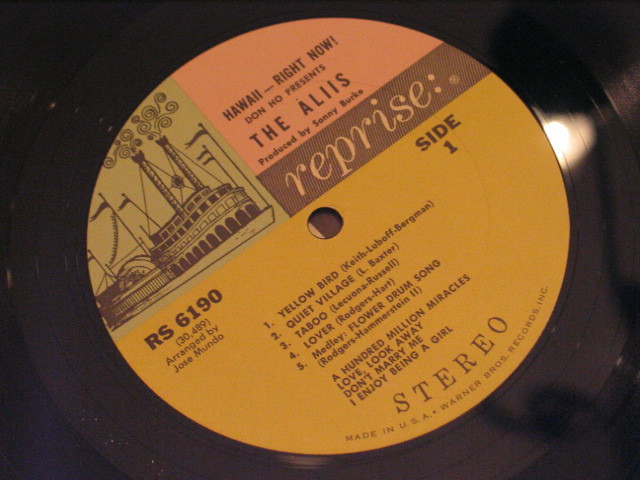 HAWAII — RIGHT NOW!
DON HO PRESENTS
THE ALIIS
Produced by Sonny Burke
reprise:®
SIDE
1
RS 6190
(30,489)
Arranged by
Jose Mundo
1. YELLOW BIRD (Keith-Luboff-Bergman)
2. QUIET VILLAGE (L. Baxter)
3. TABOO (Lecuona-Russell)
4. LOVER (Rodgers-Hart)
5. Medley: FLOWER DRUM SONG
(Rodgers-Hammerstein II)
A HUNDRED MILLION MIRACLES
LOVE, LOOK AWAY
DON'T MARRY ME
I ENJOY BEING A GIRL
STEREO
MADE IN U.S.A. • WARNER BROS. RECORDS, INC.